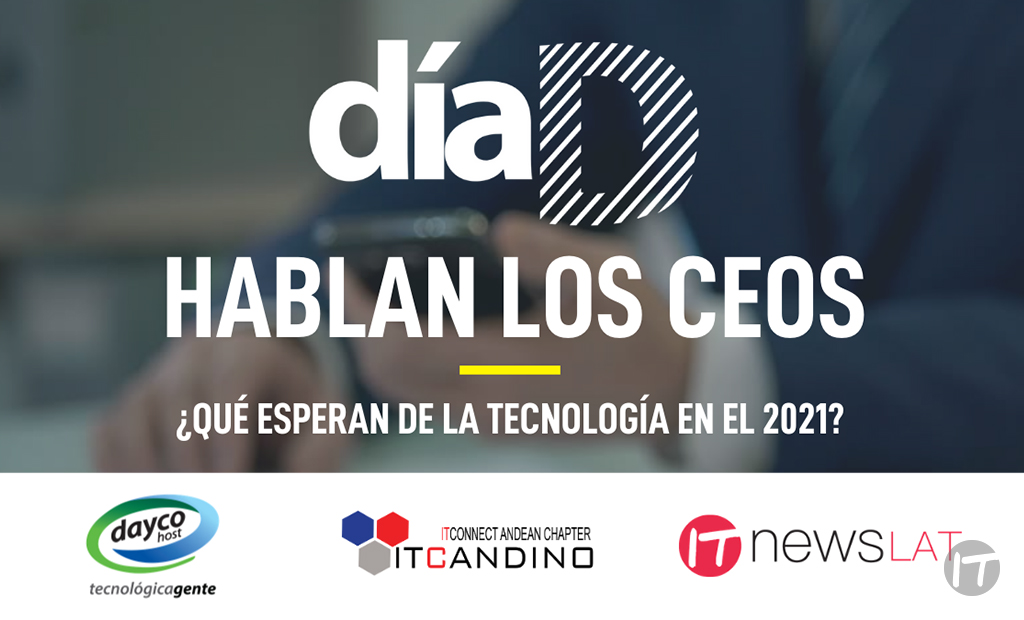 día D
HABLAN LOS CEOS
¿QUÉ ESPERAN DE LA TECNOLOGÍA EN EL 2021?
dayco
host
tecnológicagente
ITCONNECT ANDEAN CHAPTER
ITCANDINO
IT newsLAT
IT